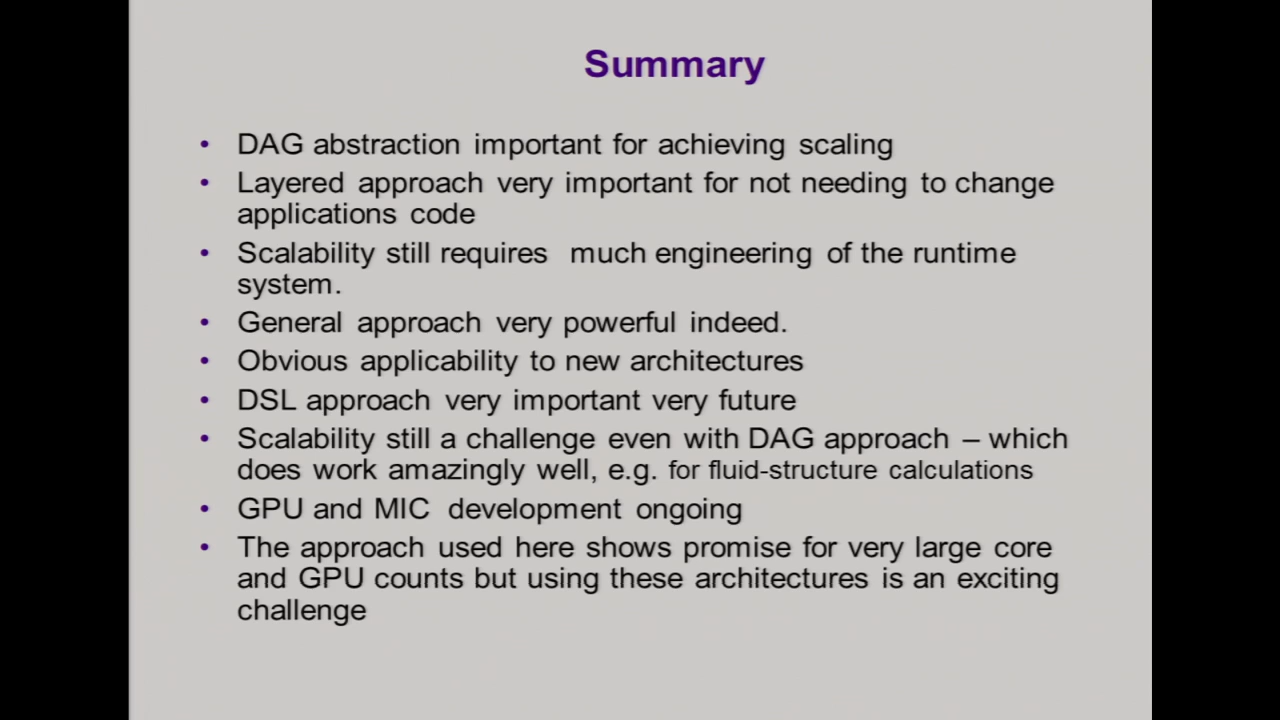 Summary
• DAG abstraction important for achieving scaling
• Layered approach very important for not needing to change
applications code
• Scalability still requires much engineering of the runtime
system.
• General approach very powerful indeed.
• Obvious applicability to new architectures
• DSL approach very important very future
• Scalability still a challenge even with DAG approach – which
does work amazingly well, e.g. for fluid-structure calculations
• GPU and MIC development ongoing
• The approach used here shows promise for very large core
and GPU counts but using these architectures is an exciting
challenge